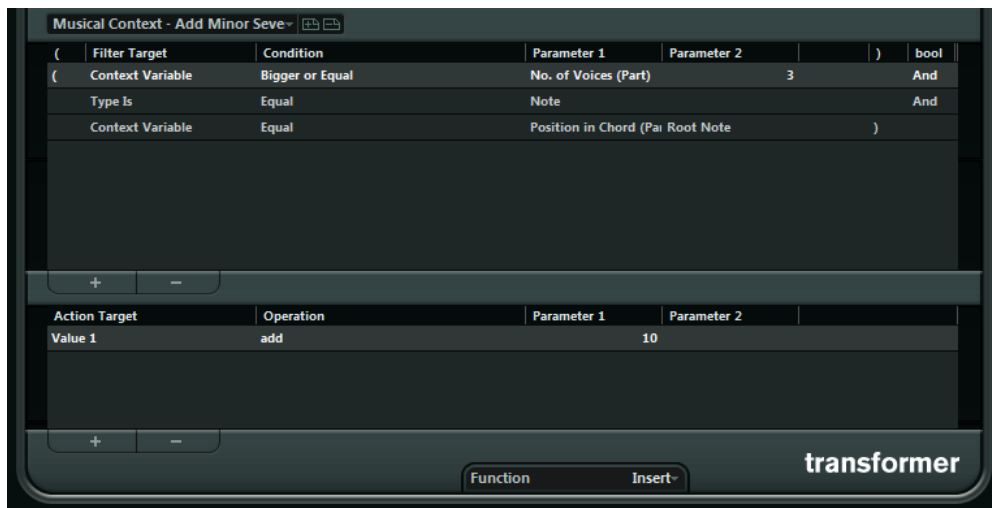 Musical Context - Add Minor Seve
( Filter Target Condition Parameter 1 Parameter 2 ) bool
( Context Variable Bigger or Equal No. of Voices (Part) 3 And
Type Is Equal Note And
Context Variable Equal Position in Chord (Par Root Note )
+ −
Action Target Operation Parameter 1 Parameter 2
Value 1 add 10
+ −
transformer
Function Insert